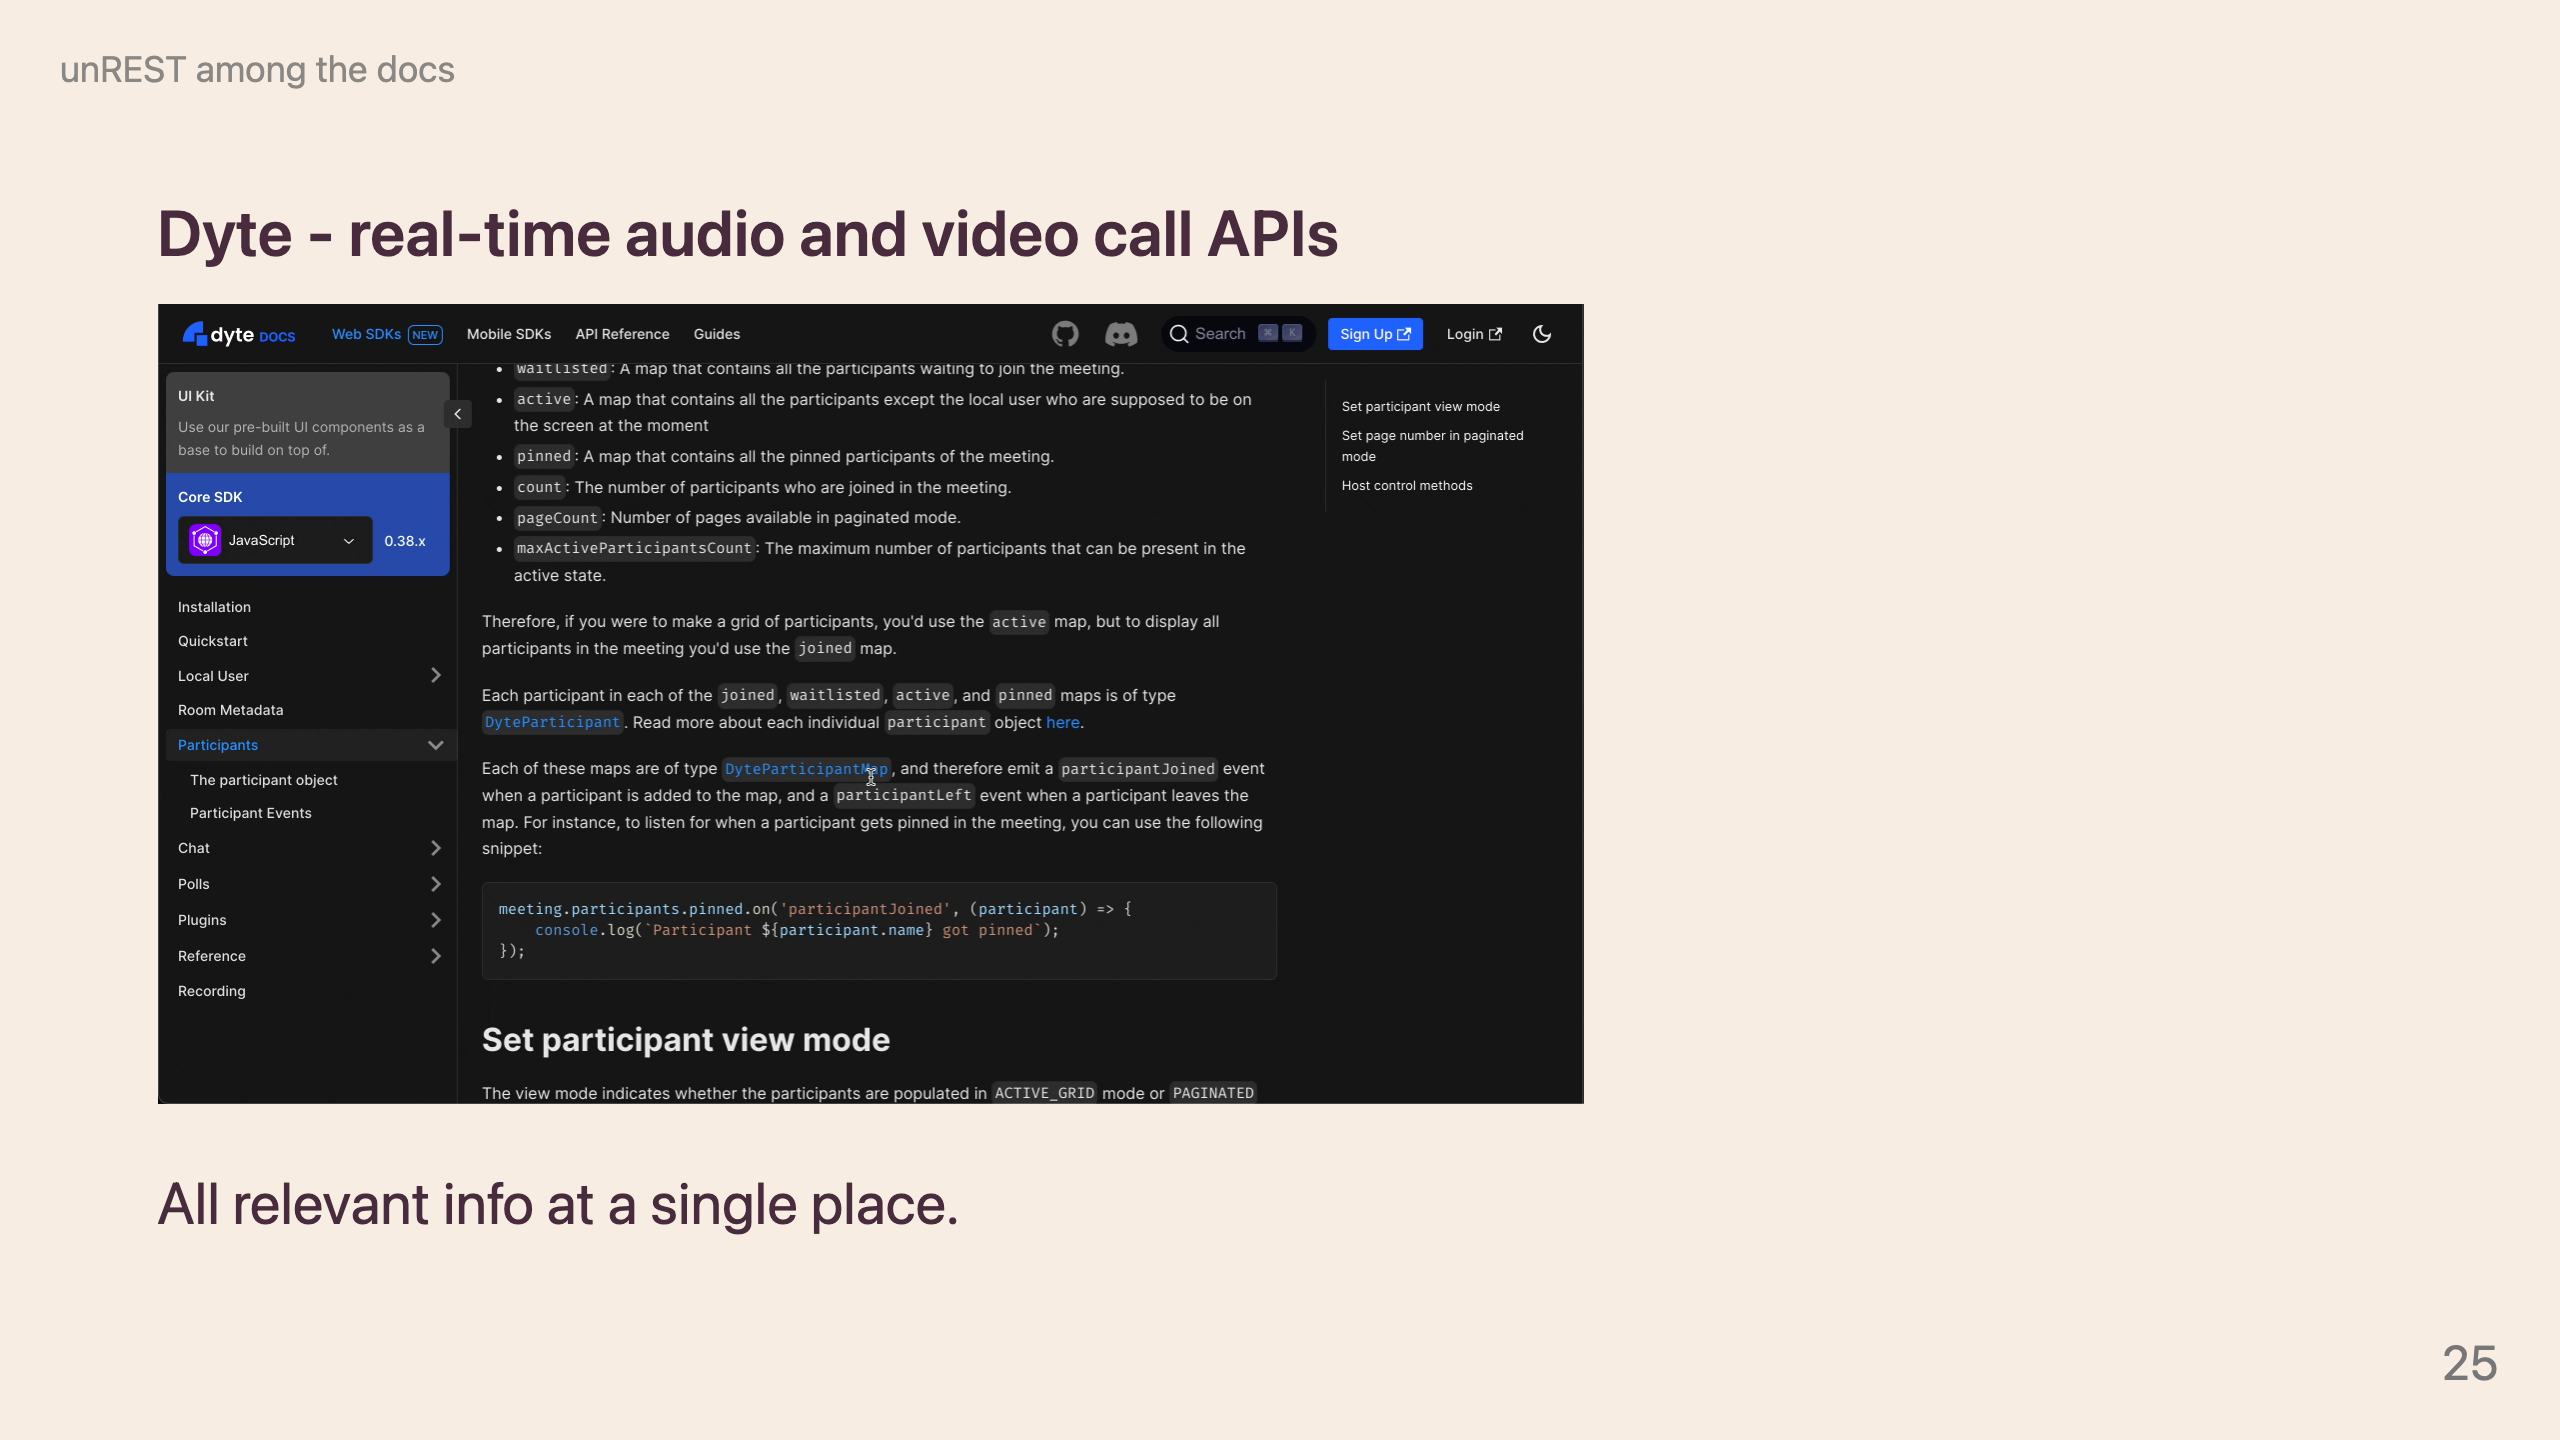 unREST among the docs
Dyte - real-time audio and video call APIs
dyte DOCS
Web SDKs NEW
Mobile SDKs
API Reference
Guides
Search ⌘ K
Sign Up
Login
UI Kit
Use our pre-built UI components as a
base to build on top of.
Core SDK
JavaScript
0.38.x
Installation
Quickstart
Local User
Room Metadata
Participants
The participant object
Participant Events
Chat
Polls
Plugins
Reference
Recording
• waitlisted: A map that contains all the participants waiting to join the meeting.
• active: A map that contains all the participants except the local user who are supposed to be on
the screen at the moment
• pinned: A map that contains all the pinned participants of the meeting.
• count: The number of participants who are joined in the meeting.
• pageCount: Number of pages available in paginated mode.
• maxActiveParticipantsCount: The maximum number of participants that can be present in the
active state.
Therefore, if you were to make a grid of participants, you'd use the active map, but to display all
participants in the meeting you'd use the joined map.
Each participant in each of the joined, waitlisted, active, and pinned maps is of type
DyteParticipant. Read more about each individual participant object here.
Each of these maps are of type DyteParticipantMap, and therefore emit a participantJoined event
when a participant is added to the map, and a participantLeft event when a participant leaves the
map. For instance, to listen for when a participant gets pinned in the meeting, you can use the following
snippet:
meeting.participants.pinned.on('participantJoined', (participant) => {
    console.log(`Participant ${participant.name} got pinned`);
});
Set participant view mode
The view mode indicates whether the participants are populated in ACTIVE_GRID mode or PAGINATED
Set participant view mode
Set page number in paginated
mode
Host control methods
All relevant info at a single place.
25